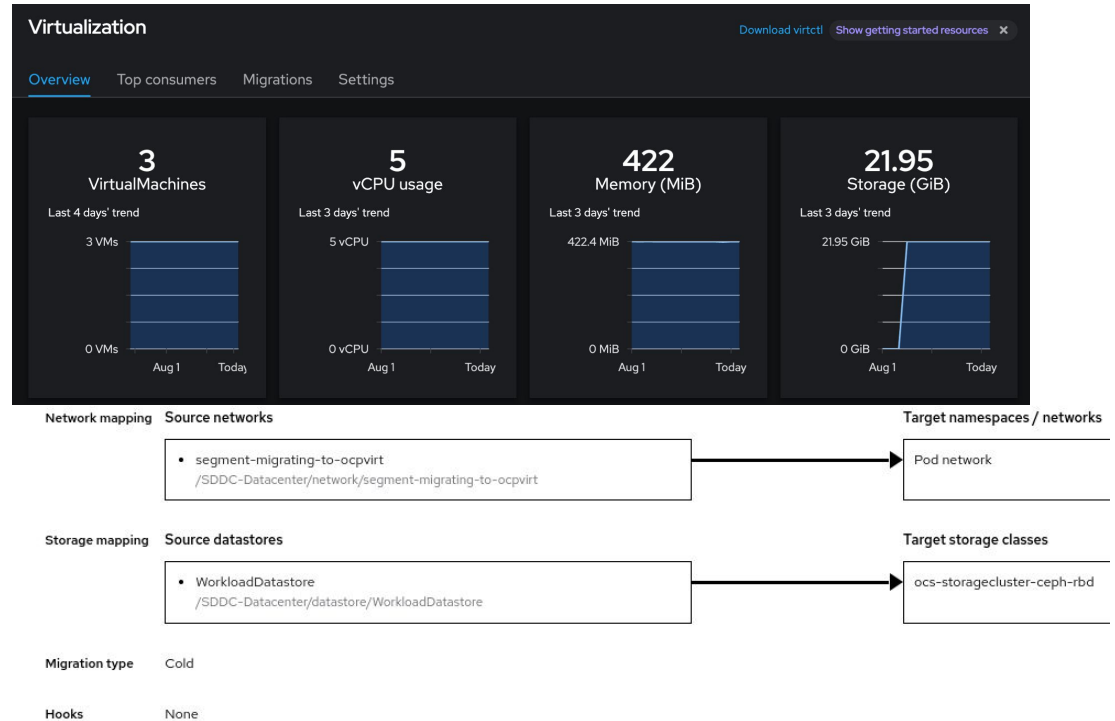 Virtualization
Download virtctl Show getting started resources ×
Overview Top consumers Migrations Settings
3 5 422 21.95
VirtualMachines vCPU usage Memory (MiB) Storage (GiB)
Last 4 days' trend Last 3 days' trend Last 3 days' trend Last 3 days' trend
3 VMs 5 vCPU 422.4 MiB 21.95 GiB
0 VMs 0 vCPU 0 MiB 0 GiB
Aug 1 Today Aug 1 Today Aug 1 Today Aug 1 Today
Network mapping Source networks Target namespaces / networks
• segment-migrating-to-ocpvirt Pod network
/SDDC-Datacenter/network/segment-migrating-to-ocpvirt
Storage mapping Source datastores Target storage classes
• WorkloadDatastore ocs-storagecluster-ceph-rbd
/SDDC-Datacenter/datastore/WorkloadDatastore
Migration type Cold
Hooks None